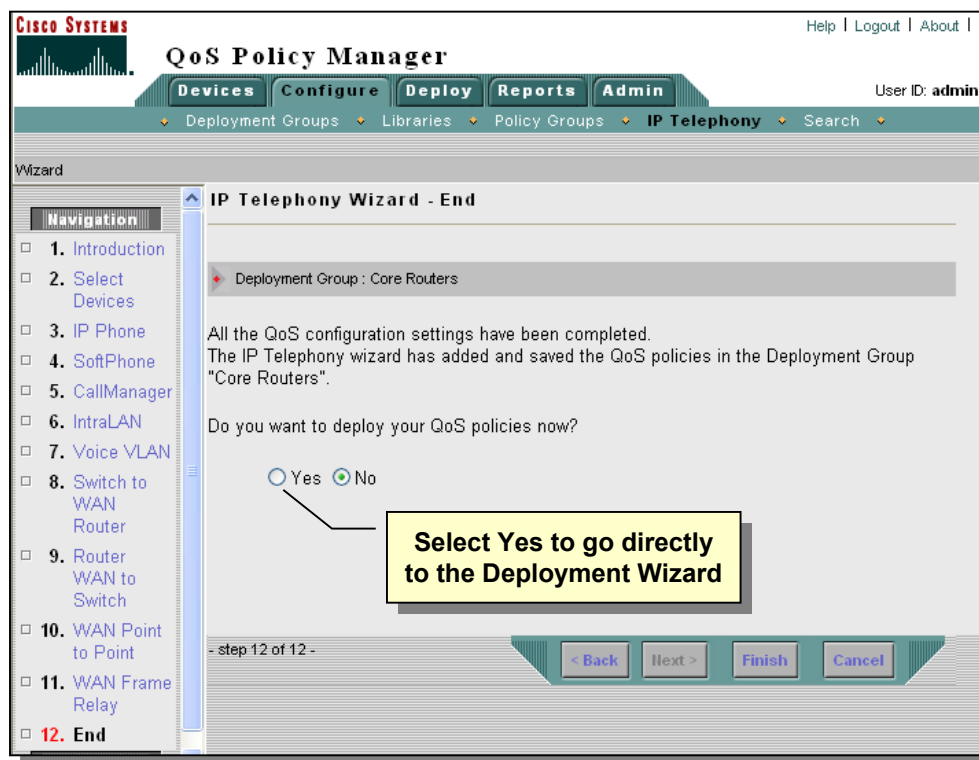 CISCO SYSTEMS
Help | Logout | About |
QoS Policy Manager
Devices Configure Deploy Reports Admin
User ID: admin
Deployment Groups Libraries Policy Groups IP Telephony Search
Wizard
Navigation
1. Introduction
2. Select
Devices
3. IP Phone
4. SoftPhone
5. CallManager
6. IntraLAN
7. Voice VLAN
8. Switch to
WAN
Router
9. Router
WAN to
Switch
10. WAN Point
to Point
11. WAN Frame
Relay
12. End
IP Telephony Wizard - End
Deployment Group : Core Routers
All the QoS configuration settings have been completed.
The IP Telephony wizard has added and saved the QoS policies in the Deployment Group
"Core Routers".
Do you want to deploy your QoS policies now?
Yes No
Select Yes to go directly
to the Deployment Wizard
- step 12 of 12 -
< Back Next > Finish Cancel